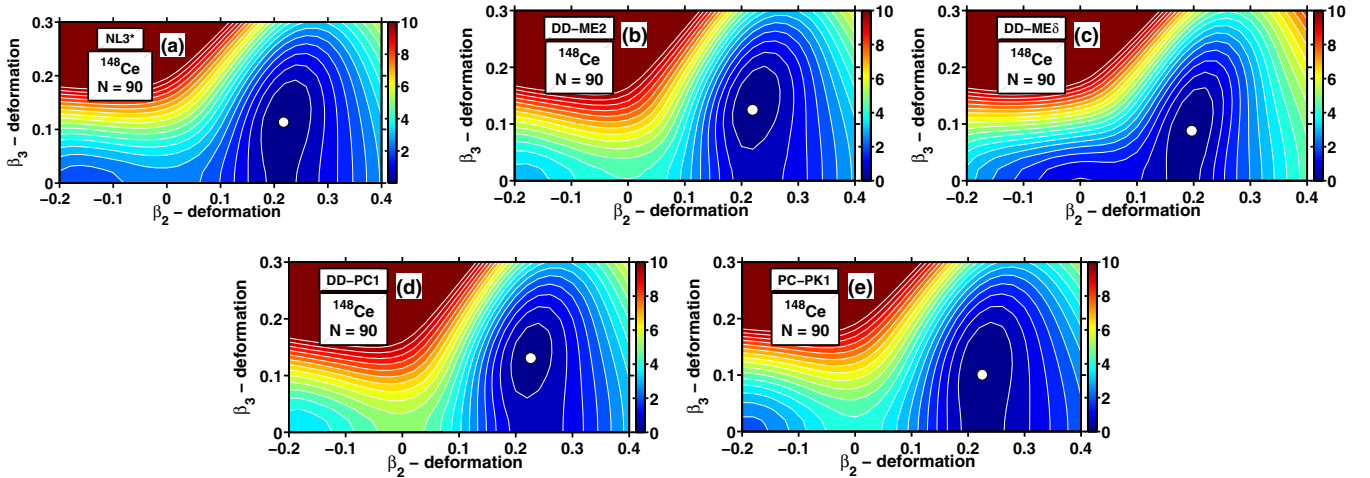 NL3*
(a)
¹⁴⁸Ce
N = 90
β₃ − deformation
0.3
0.2
0.1
0
−0.2 −0.1 0 0.1 0.2 0.3 0.4
β₂ − deformation
10
8
6
4
2
DD−ME2
(b)
¹⁴⁸Ce
N = 90
β₃ − deformation
0.3
0.2
0.1
0
−0.2 −0.1 0 0.1 0.2 0.3 0.4
β₂ − deformation
10
8
6
4
2
0
DD−MEδ
(c)
¹⁴⁸Ce
N = 90
β₃ − deformation
0.3
0.2
0.1
0
−0.2 −0.1 0 0.1 0.2 0.3 0.4
β₂ − deformation
10
8
6
4
2
0
DD−PC1
(d)
¹⁴⁸Ce
N = 90
β₃ − deformation
0.3
0.2
0.1
0
−0.2 −0.1 0 0.1 0.2 0.3 0.4
β₂ − deformation
10
8
6
4
2
0
PC−PK1
(e)
¹⁴⁸Ce
N = 90
β₃ − deformation
0.3
0.2
0.1
0
−0.2 −0.1 0 0.1 0.2 0.3 0.4
β₂ − deformation
10
8
6
4
2
0